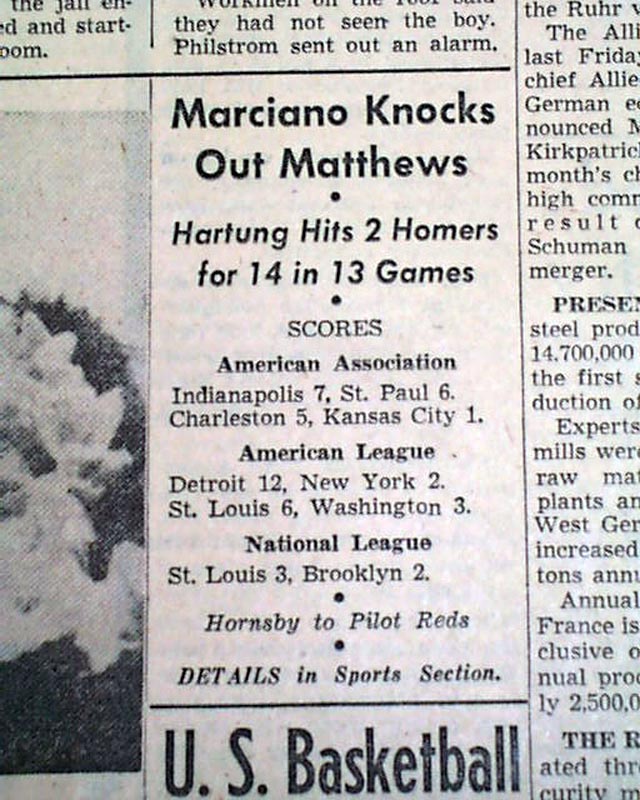 the jail en-
ed and start-
oom.
they had not seen the boy.
Philstrom sent out an alarm.
Marciano Knocks
Out Matthews
•
Hartung Hits 2 Homers
for 14 in 13 Games
•
SCORES
American Association
Indianapolis 7, St. Paul 6.
Charleston 5, Kansas City 1.
American League
Detroit 12, New York 2.
St. Louis 6, Washington 3.
National League
St. Louis 3, Brooklyn 2.
•
Hornsby to Pilot Reds
•
DETAILS in Sports Section.
U. S. Basketball
the Ruhr
The Alli
last Friday
chief Allie
German e
nounced M
Kirkpatrick
month's ch
high comm
result
Schuman
merger.
PRESEN
steel prod
14,700,000
the first s
duction of
Experts
mills were
raw mat
plants an
West Ger
increased
tons annu
Annual
France is
clusive o
nual prod
ly 2,500,0
THE R
ated thr
curity m